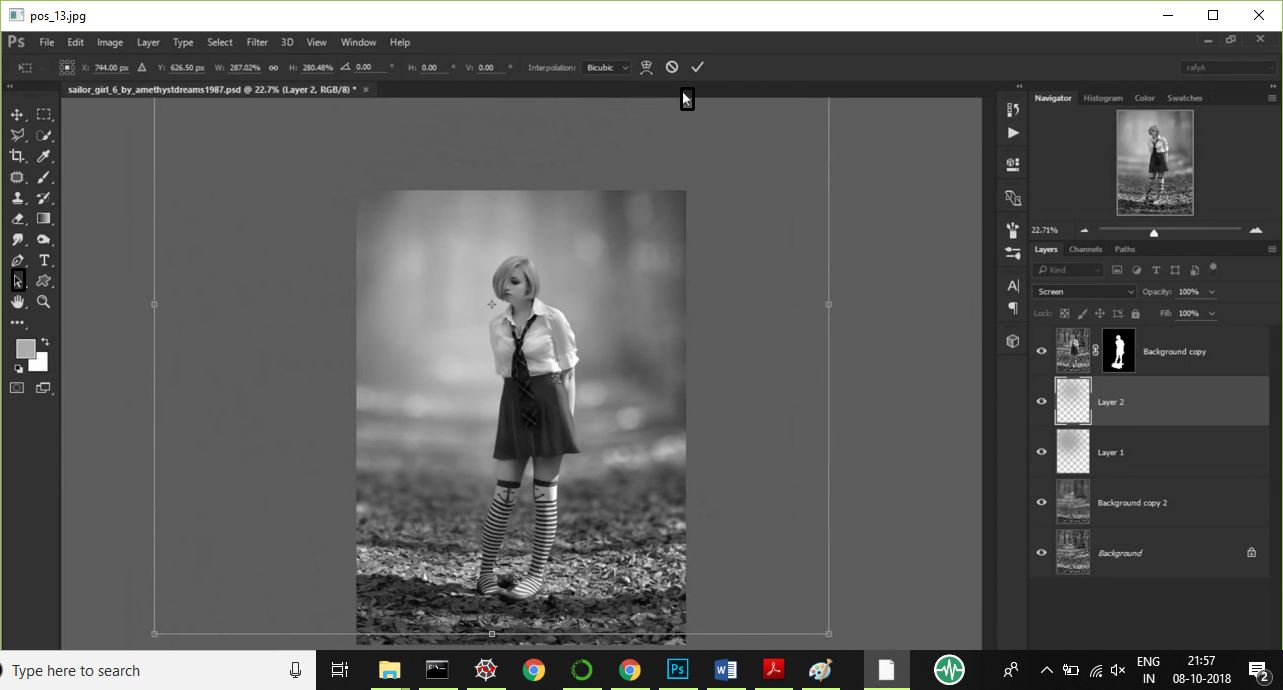 pos_13.jpg
Ps File Edit Image Layer Type Select Filter 3D View Window Help
X: 744.00 px Y: 626.50 px W: 287.02% H: 280.48% 0.00 ° H: 0.00 ° V: 0.00 ° Interpolation: Bicubic rafyA
sailor_girl_6_by_amethystdreams1987.psd @ 22.7% (Layer 2, RGB/8) *
Navigator Histogram Color Swatches
22.71%
Layers Channels Paths
Kind
Screen Opacity: 100%
Lock: Fill: 100%
Background copy
Layer 2
Layer 1
Background copy 2
Background
Type here to search
Ps
ENG
IN
21:57
08-10-2018
2